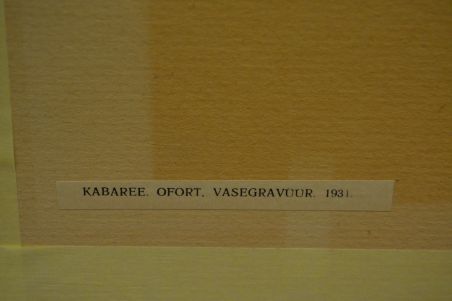 KABAREE. OFORT, VASEGRAVÜÜR. 1931.